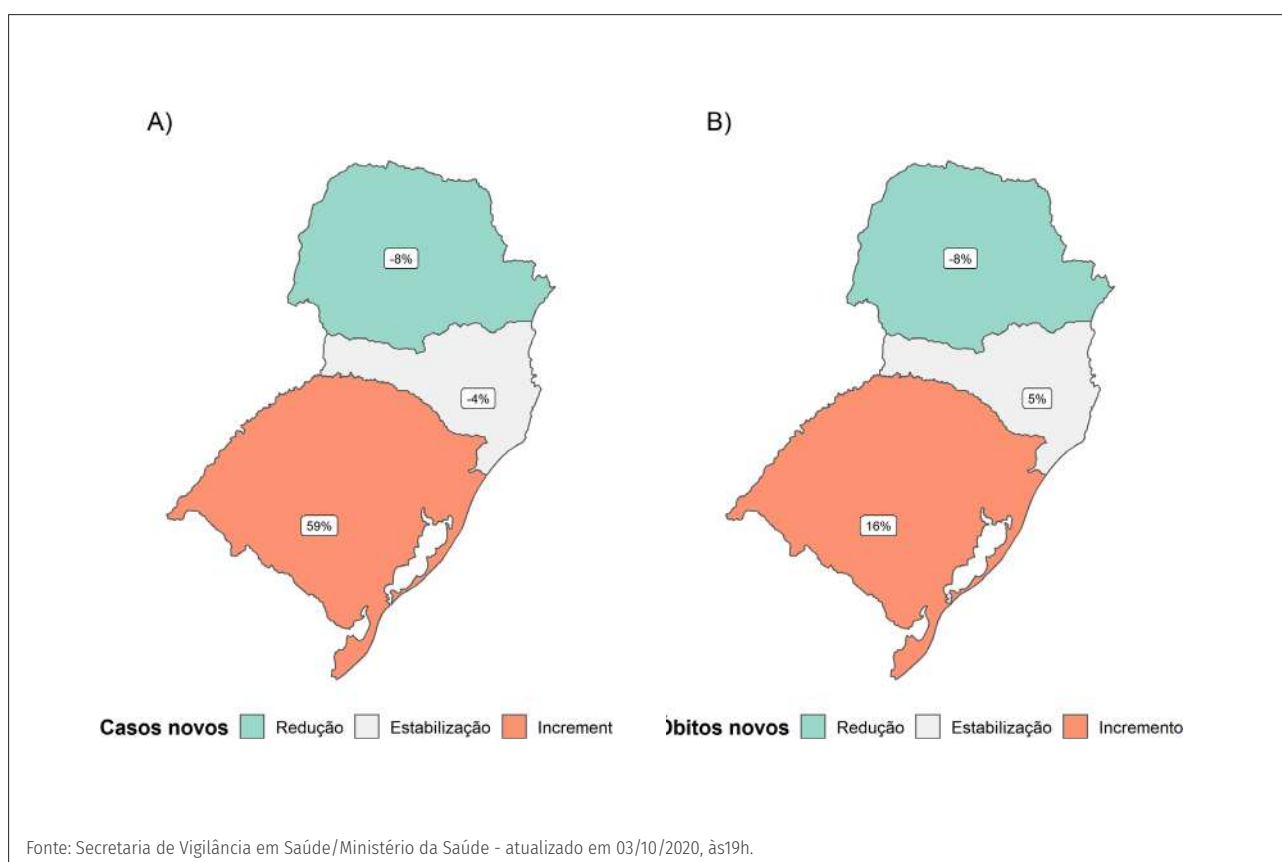 A)
-8%
-4%
59%
Casos novos Redução Estabilização Increment
B)
-8%
5%
16%
Óbitos novos Redução Estabilização Incremento
Fonte: Secretaria de Vigilância em Saúde/Ministério da Saúde - atualizado em 03/10/2020, às19h.